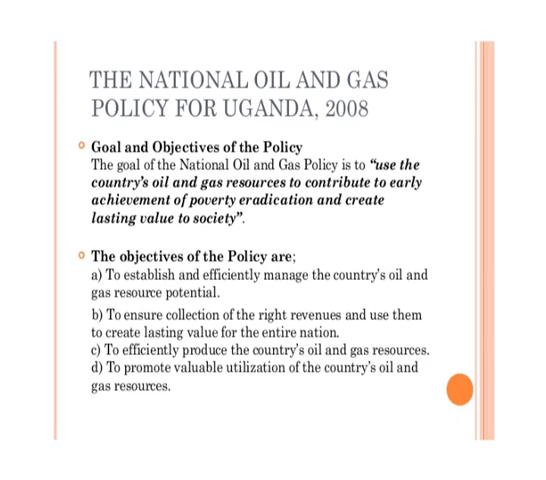 THE NATIONAL OIL AND GAS
POLICY FOR UGANDA, 2008
Goal and Objectives of the Policy
The goal of the National Oil and Gas Policy is to “use the
country’s oil and gas resources to contribute to early
achievement of poverty eradication and create
lasting value to society”.
The objectives of the Policy are;
a) To establish and efficiently manage the country’s oil and
gas resource potential.
b) To ensure collection of the right revenues and use them
to create lasting value for the entire nation.
c) To efficiently produce the country’s oil and gas resources.
d) To promote valuable utilization of the country’s oil and
gas resources.